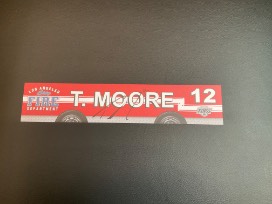 LOS ANGELES
FIRE
DEPARTMENT
T. MOORE
12